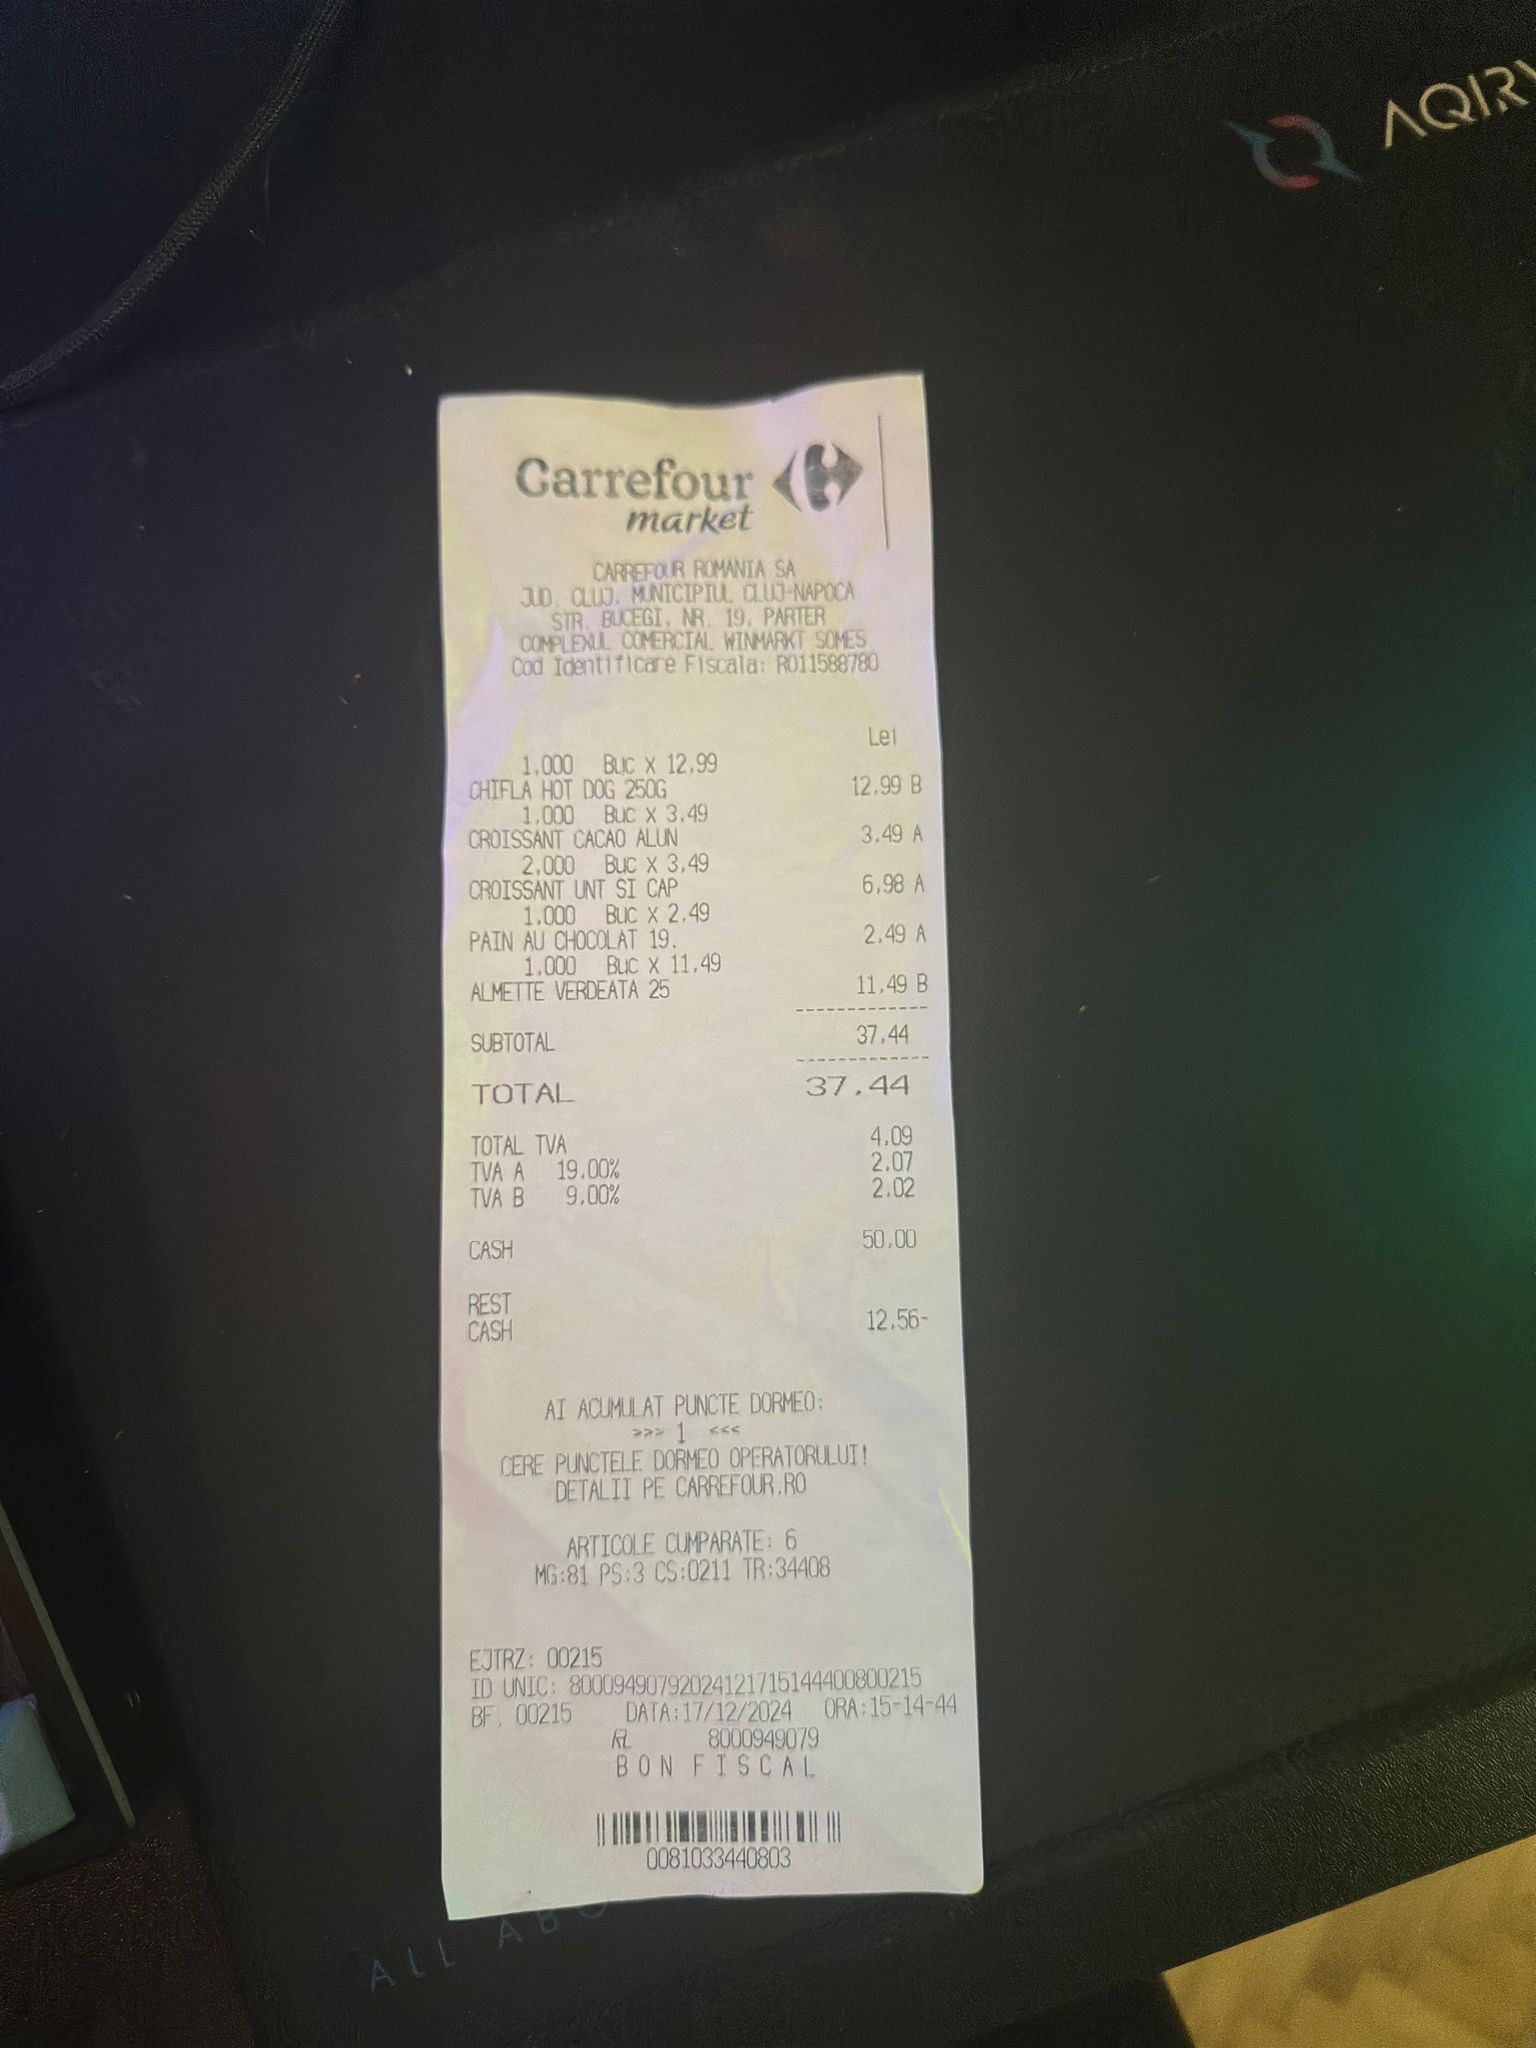 AQIRY
Carrefour
market
CARREFOUR ROMANIA SA
JUD. CLUJ, MUNICIPIUL CLUJ-NAPOCA
STR. BUCEGI, NR. 19, PARTER
COMPLEXUL COMERCIAL WINMARKT SOMES
Cod Identificare Fiscala: RO11588780
Lei
1.000 Buc X 12.99
CHIFLA HOT DOG 250G 12.99 B
1.000 Buc X 3.49
CROISSANT CACAO ALUN 3.49 A
2.000 Buc X 3.49
CROISSANT UNT SI CAP 6.98 A
1.000 Buc X 2.49
PAIN AU CHOCOLAT 19. 2.49 A
1.000 Buc X 11.49
ALMETTE VERDEATA 25 11.49 B
------------
SUBTOTAL 37.44
------------
TOTAL 37.44
TOTAL TVA 4.09
TVA A 19.00% 2.07
TVA B 9.00% 2.02
CASH 50.00
REST
CASH 12.56-
AI ACUMULAT PUNCTE DORMEO:
>>> 1 <<<
CERE PUNCTELE DORMEO OPERATORULUI!
DETALII PE CARREFOUR.RO
ARTICOLE CUMPARATE: 6
MG:81 PS:3 CS:0211 TR:34408
EJTRZ: 00215
ID UNIC: 80009490792024121715144400800215
BF. 00215 DATA:17/12/2024 ORA:15-14-44
8000949079
BON FISCAL
0081033440803
ALL ABO